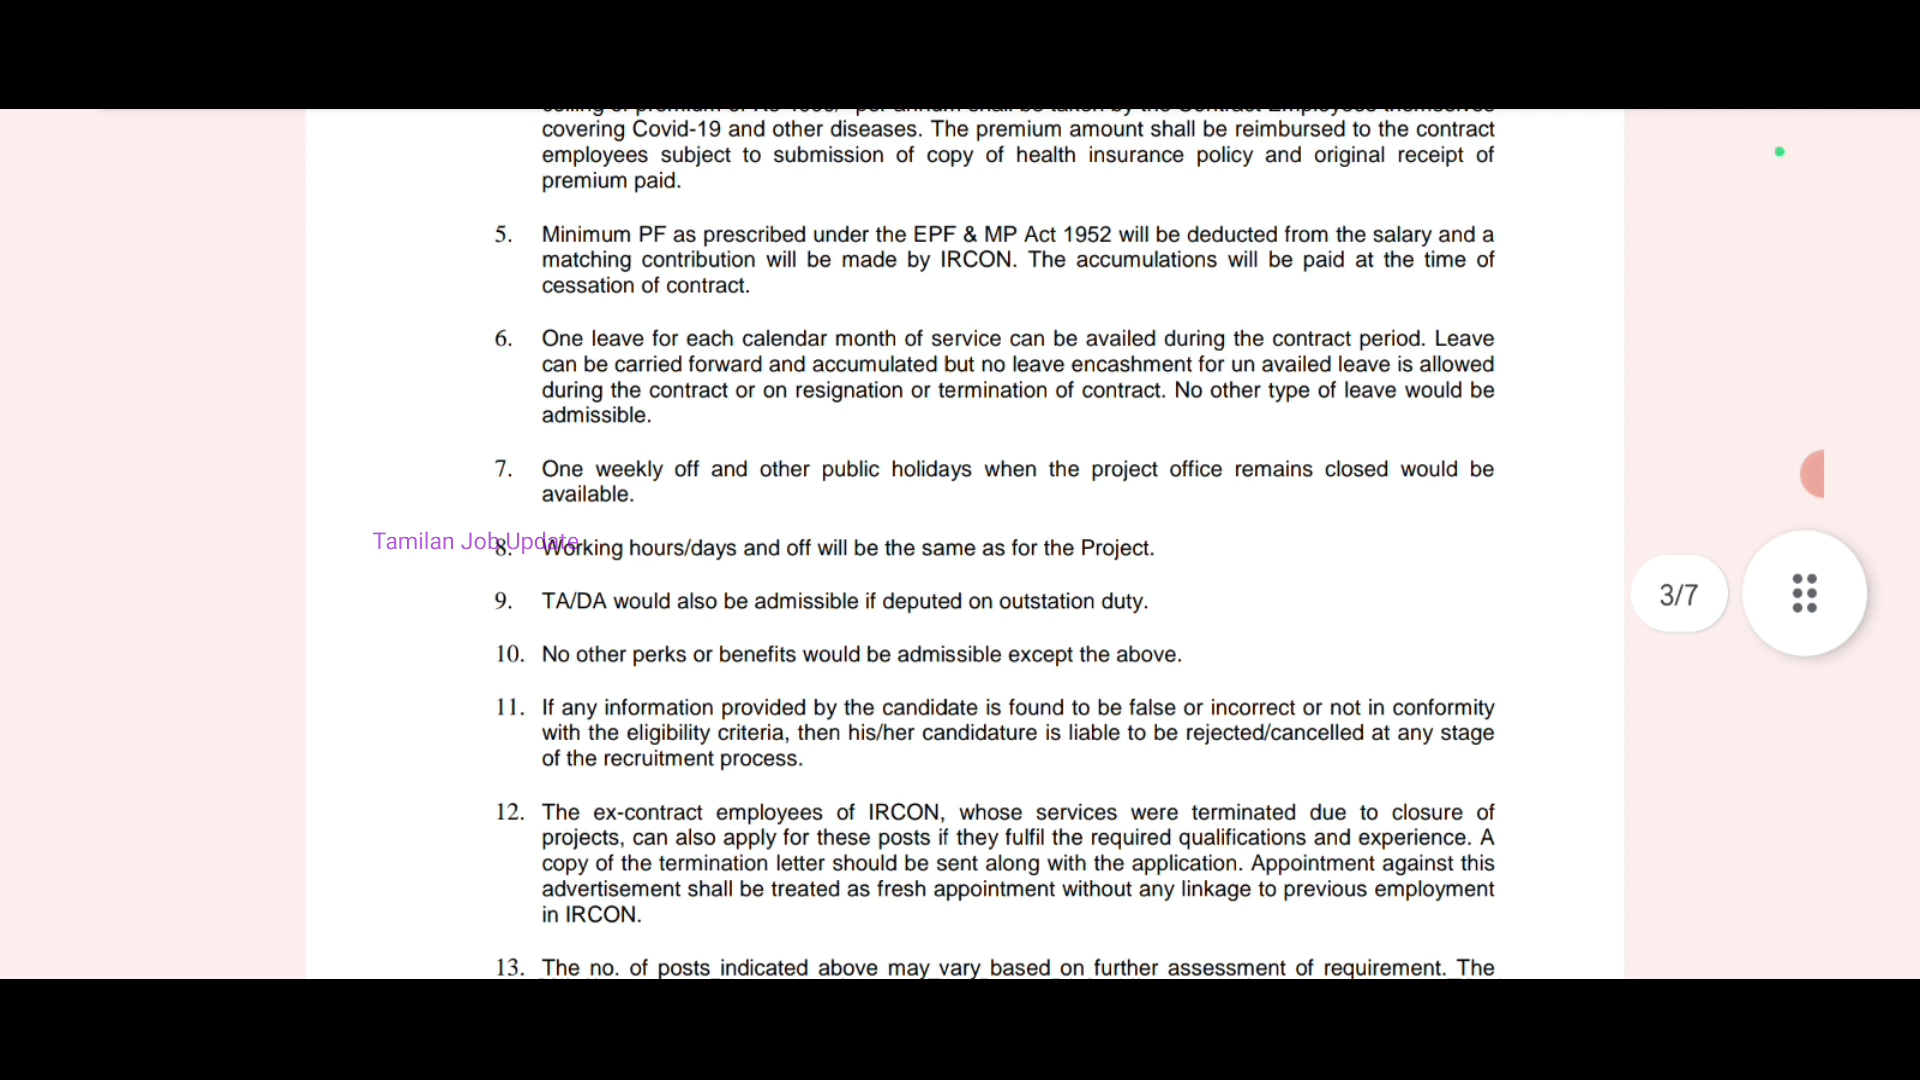 covering Covid-19 and other diseases. The premium amount shall be reimbursed to the contract
employees subject to submission of copy of health insurance policy and original receipt of
premium paid.
5. Minimum PF as prescribed under the EPF & MP Act 1952 will be deducted from the salary and a
matching contribution will be made by IRCON. The accumulations will be paid at the time of
cessation of contract.
6. One leave for each calendar month of service can be availed during the contract period. Leave
can be carried forward and accumulated but no leave encashment for un availed leave is allowed
during the contract or on resignation or termination of contract. No other type of leave would be
admissible.
7. One weekly off and other public holidays when the project office remains closed would be
available.
Tamilan Job Update
8. Working hours/days and off will be the same as for the Project.
9. TA/DA would also be admissible if deputed on outstation duty.
3/7
10. No other perks or benefits would be admissible except the above.
11. If any information provided by the candidate is found to be false or incorrect or not in conformity
with the eligibility criteria, then his/her candidature is liable to be rejected/cancelled at any stage
of the recruitment process.
12. The ex-contract employees of IRCON, whose services were terminated due to closure of
projects, can also apply for these posts if they fulfil the required qualifications and experience. A
copy of the termination letter should be sent along with the application. Appointment against this
advertisement shall be treated as fresh appointment without any linkage to previous employment
in IRCON.
13. The no. of posts indicated above may vary based on further assessment of requirement. The